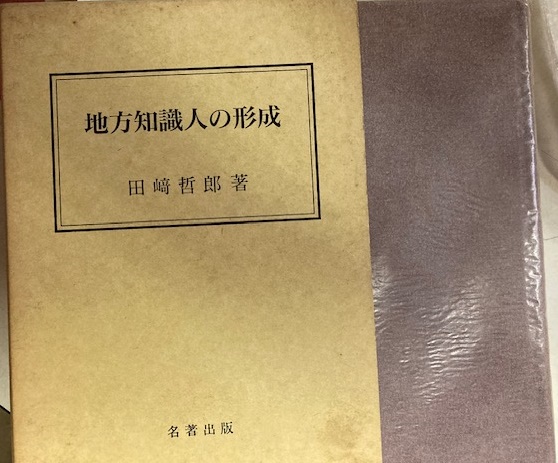 地方知識人の形成
田﨑哲郎著
名著出版